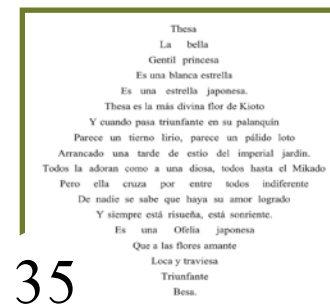 Thesa
La bella
Gentil princesa
Es una blanca estrella
Es una estrella japonesa.
Thesa es la más divina flor de Kioto
Y cuando pasa triunfante en su palanquín
Parece un tierno lirio, parece un pálido loto
Arrancado una tarde de estío del imperial jardín.
Todos la adoran como a una diosa, todos hasta el Mikado
Pero ella cruza por entre todos indiferente
De nadie se sabe que haya su amor logrado
Y siempre está risueña, está sonriente.
Es una Ofelia japonesa
Que a las flores amante
Loca y traviesa
Triunfante
Besa.
35